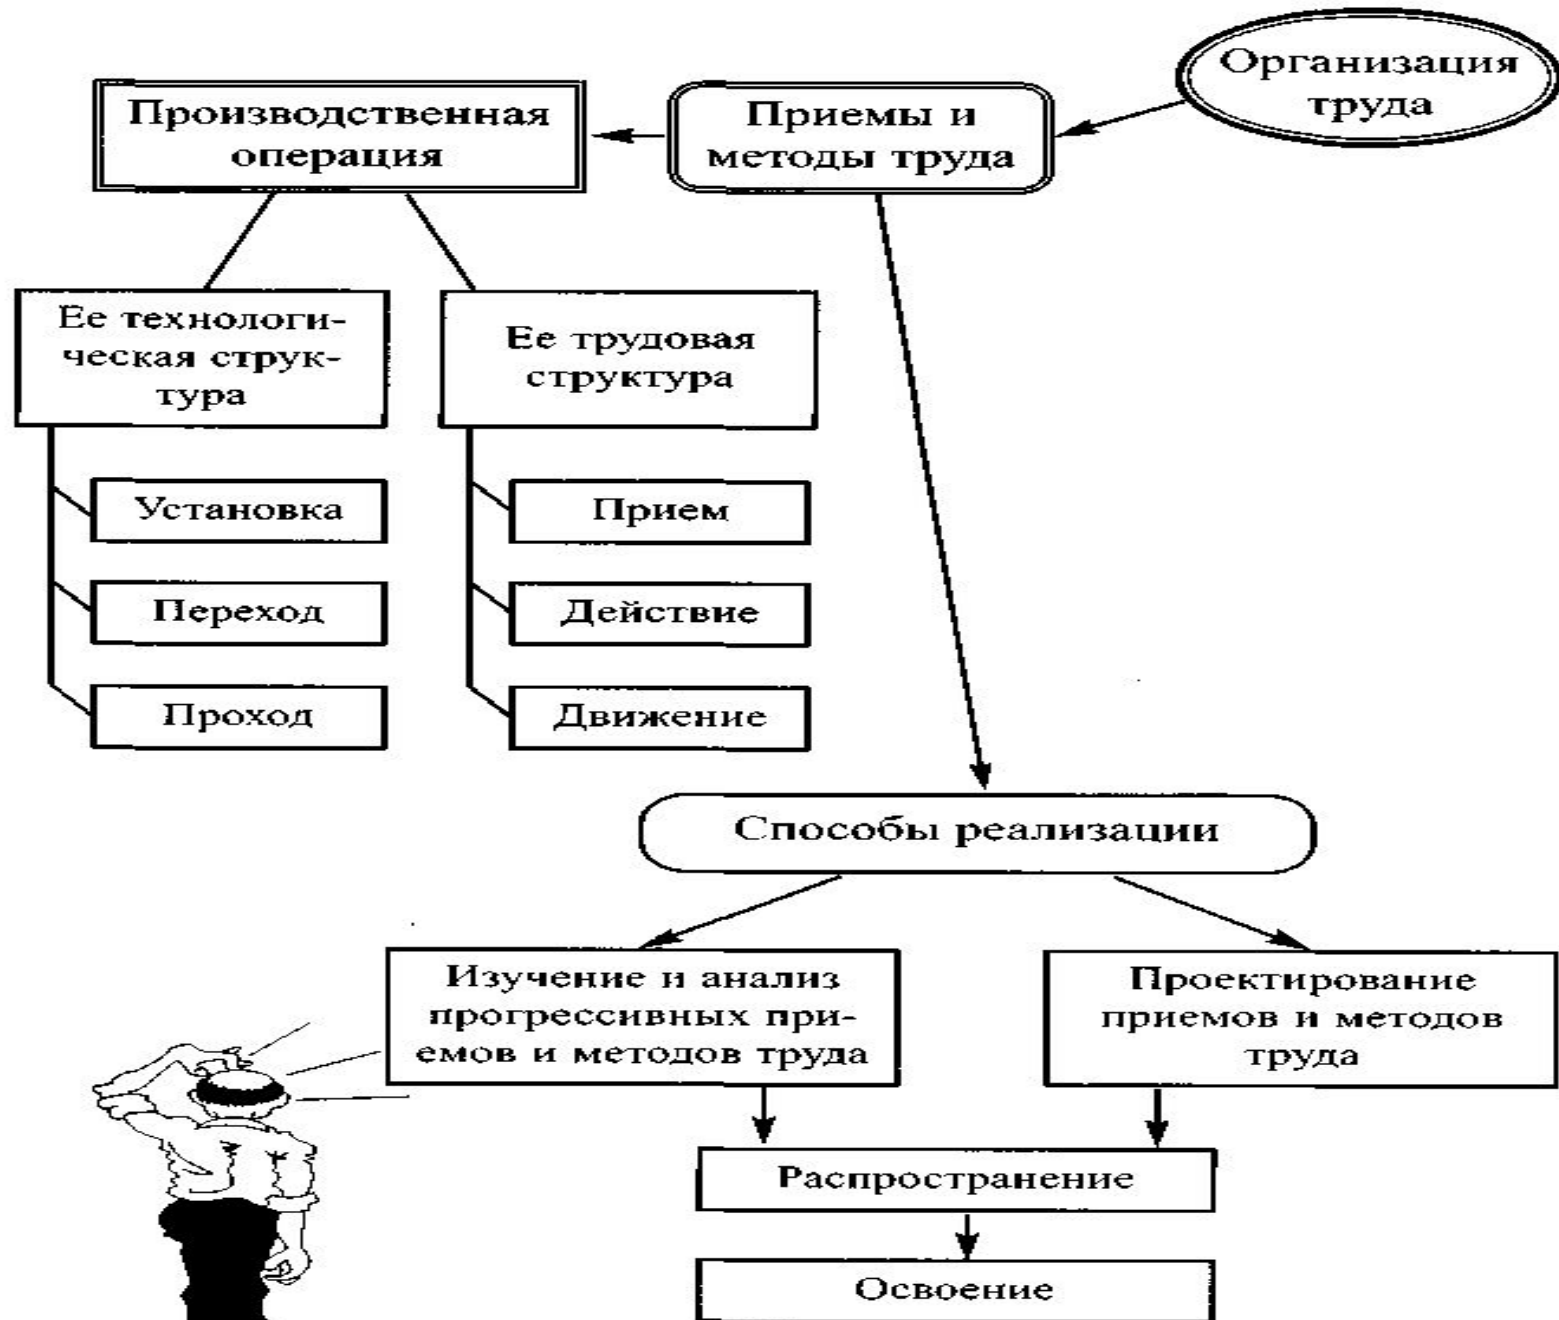 Организация
труда
Приемы и
методы труда
Производственная
операция
Ее технологи-
ческая струк-
тура
Ее трудовая
структура
Установка
Переход
Проход
Прием
Действие
Движение
Способы реализации
Изучение и анализ
прогрессивных при-
емов и методов труда
Проектирование
приемов и методов
труда
Распространение
Освоение